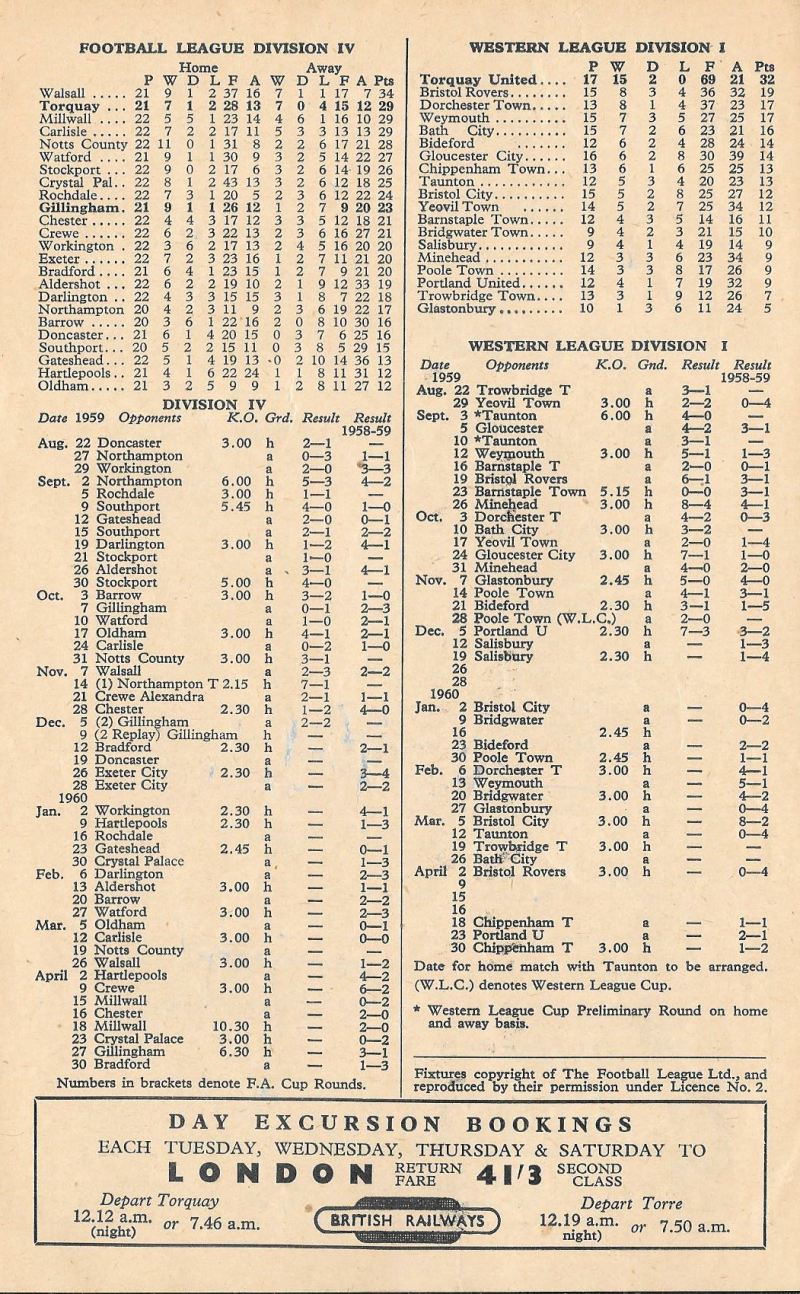 FOOTBALL LEAGUE DIVISION IV
Home Away
P W D L F A W D L F A Pts
Walsall ..... 21 9 1 2 37 16 7 1 1 17 7 34
Torquay .... 21 7 1 2 28 13 7 0 4 15 12 29
Millwall .... 22 5 5 1 23 14 4 6 1 16 10 29
Carlisle .... 22 7 2 2 17 11 5 3 3 13 13 29
Notts County 22 11 0 1 31 8 2 2 6 17 21 28
Watford .... 21 9 1 1 30 9 3 2 5 14 22 27
Stockport ... 22 9 0 2 17 6 3 2 6 14 19 26
Crystal Pal.. 22 8 1 2 43 13 3 2 6 12 18 25
Rochdale.... 22 7 3 1 20 5 2 3 6 12 22 24
Gillingham. 21 9 1 1 26 12 1 2 7 9 20 23
Chester ..... 22 4 4 3 17 12 3 3 5 12 18 21
Crewe ...... 22 6 2 3 22 13 2 3 6 16 27 21
Workington . 22 3 6 2 17 13 2 4 5 16 20 20
Exeter ...... 22 7 2 3 23 16 1 2 7 11 21 20
Bradford .... 21 6 4 1 23 15 1 2 7 9 21 20
Aldershot ... 22 6 2 2 19 10 2 1 9 12 33 19
Darlington .. 22 4 3 3 15 15 3 1 8 7 22 18
Northampton 20 4 2 3 11 9 2 3 6 19 22 17
Barrow ..... 20 3 6 1 22 16 2 0 8 10 30 16
Doncaster... 21 6 1 4 20 15 0 3 7 6 25 16
Southport... 20 5 2 2 15 11 0 3 8 5 29 15
Gateshead... 22 5 1 4 19 13 0 2 10 14 36 13
Hartlepools.. 21 4 1 6 22 24 1 1 8 11 31 12
Oldham..... 21 3 2 5 9 9 1 2 8 11 27 12
DIVISION IV
Date 1959 Opponents K.O. Grd. Result Result
1958-59
Aug. 22 Doncaster 3.00 h 2—1 —
27 Northampton a 0—3 1—1
29 Workington a 2—0 3—3
Sept. 2 Northampton 6.00 h 5—3 4—2
5 Rochdale 3.00 h 1—1 —
9 Southport 5.45 h 4—0 1—0
12 Gateshead a 2—0 0—1
15 Southport a 2—1 2—2
19 Darlington 3.00 h 1—2 4—1
21 Stockport a 1—0 —
26 Aldershot a 3—1 4—1
30 Stockport 5.00 h 4—0 —
Oct. 3 Barrow 3.00 h 3—2 1—0
7 Gillingham a 0—1 2—3
10 Watford a 1—0 2—1
17 Oldham 3.00 h 4—1 2—1
24 Carlisle a 0—2 1—0
31 Notts County 3.00 h 3—1 —
Nov. 7 Walsall a 2—3 2—2
14 (1) Northampton T 2.15 h 7—1 —
21 Crewe Alexandra a 2—1 1—1
28 Chester 2.30 h 1—2 4—0
Dec. 5 (2) Gillingham a 2—2 —
9 (2 Replay) Gillingham h — —
12 Bradford 2.30 h — 2—1
19 Doncaster a — —
26 Exeter City 2.30 h — 3—4
28 Exeter City a — 2—2
1960
Jan. 2 Workington 2.30 h — 4—1
9 Hartlepools 2.30 h — 1—3
16 Rochdale a — —
23 Gateshead 2.45 h — 0—1
30 Crystal Palace a — 1—3
Feb. 6 Darlington a — 2—3
13 Aldershot 3.00 h — 1—1
20 Barrow a — 2—2
27 Watford 3.00 h — 2—3
Mar. 5 Oldham a — 0—1
12 Carlisle 3.00 h — 0—0
19 Notts County a — —
26 Walsall 3.00 h — 1—2
April 2 Hartlepools a — 4—2
9 Crewe 3.00 h — 6—2
15 Millwall a — 0—2
16 Chester a — 2—0
18 Millwall 10.30 h — 2—0
23 Crystal Palace 3.00 h — 0—2
27 Gillingham 6.30 h — 3—1
30 Bradford a — 1—3
Numbers in brackets denote F.A. Cup Rounds.
WESTERN LEAGUE DIVISION I
P W D L F A Pts
Torquay United.... 17 15 2 0 69 21 32
Bristol Rovers..... 15 8 3 4 36 32 19
Dorchester Town.... 13 8 1 4 37 23 17
Weymouth ........ 15 7 3 5 27 25 17
Bath City......... 15 7 2 6 23 21 16
Bideford ......... 12 6 2 4 28 24 14
Gloucester City..... 16 6 2 8 30 39 14
Chippenham Town... 13 6 1 6 25 25 13
Taunton ........... 12 5 3 4 20 23 13
Bristol City......... 15 5 2 8 25 27 12
Yeovil Town ...... 14 5 2 7 25 34 12
Barnstaple Town.... 12 4 3 5 14 16 11
Bridgwater Town.... 9 4 2 3 21 15 10
Salisbury........... 9 4 1 4 19 14 9
Minehead .......... 12 3 3 6 23 34 9
Poole Town ........ 14 3 3 8 17 26 9
Portland United..... 12 4 1 7 19 32 9
Trowbridge Town.... 13 3 1 9 12 26 7
Glastonbury ........ 10 1 3 6 11 24 5
WESTERN LEAGUE DIVISION I
Date Opponents K.O. Gnd. Result Result
1959 1958-59
Aug. 22 Trowbridge T a 3—1 —
29 Yeovil Town 3.00 h 2—2 0—4
Sept. 3 *Taunton 6.00 h 4—0 —
5 Gloucester a 4—2 3—1
10 *Taunton a 3—1 —
12 Weymouth 3.00 h 5—1 1—3
16 Barnstaple T a 2—0 0—1
19 Bristol Rovers a 6—1 3—1
23 Barnstaple Town 5.15 h 0—0 3—1
26 Minehead 3.00 h 8—4 4—1
Oct. 3 Dorchester T a 4—2 0—3
10 Bath City 3.00 h 3—2 —
17 Yeovil Town a 2—0 1—4
24 Gloucester City 3.00 h 7—1 1—0
31 Minehead a 4—0 2—0
Nov. 7 Glastonbury 2.45 h 5—0 4—0
14 Poole Town a 4—1 3—1
21 Bideford 2.30 h 3—1 1—5
28 Poole Town (W.L.C.) a 2—0 —
Dec. 5 Portland U 2.30 h 7—3 3—2
12 Salisbury a — 1—3
19 Salisbury 2.30 h — 1—4
26
28
1960
Jan. 2 Bristol City a — 0—4
9 Bridgwater a — 0—2
16 2.45 h
23 Bideford a — 2—2
30 Poole Town 2.45 h — 1—1
Feb. 6 Dorchester T 3.00 h — 4—1
13 Weymouth a — 5—1
20 Bridgwater 3.00 h — 4—2
27 Glastonbury a — 0—4
Mar. 5 Bristol City 3.00 h — 8—2
12 Taunton a — 0—4
19 Trowbridge T 3.00 h — —
26 Bath City a — —
April 2 Bristol Rovers 3.00 h — 0—4
9
15
16
18 Chippenham T a — 1—1
23 Portland U a — 2—1
30 Chippenham T 3.00 h — 1—2
Date for home match with Taunton to be arranged.
(W.L.C.) denotes Western League Cup.
* Western League Cup Preliminary Round on home
and away basis.
Fixtures copyright of The Football League Ltd., and
reproduced by their permission under Licence No. 2.
DAY EXCURSION BOOKINGS
EACH TUESDAY, WEDNESDAY, THURSDAY & SATURDAY TO
LONDON RETURN FARE 41/3 SECOND CLASS
Depart Torquay
12.12 a.m. (night) or 7.46 a.m.
BRITISH RAILWAYS
Depart Torre
12.19 a.m. night) or 7.50 a.m.